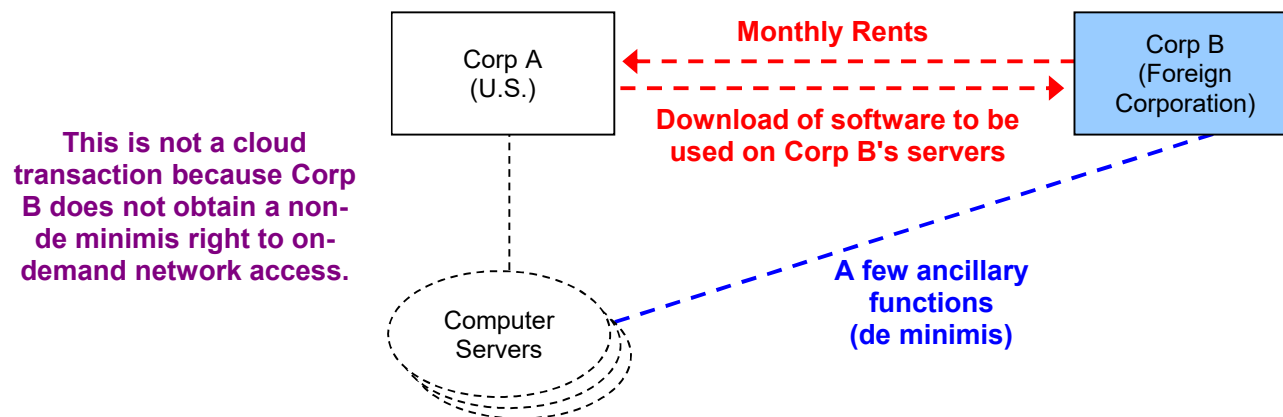 Monthly Rents
Corp A
(U.S.)
Corp B
(Foreign
Corporation)
Download of software to be
used on Corp B's servers
This is not a cloud
transaction because Corp
B does not obtain a non-
de minimis right to on-
demand network access.
A few ancillary
functions
(de minimis)
Computer
Servers